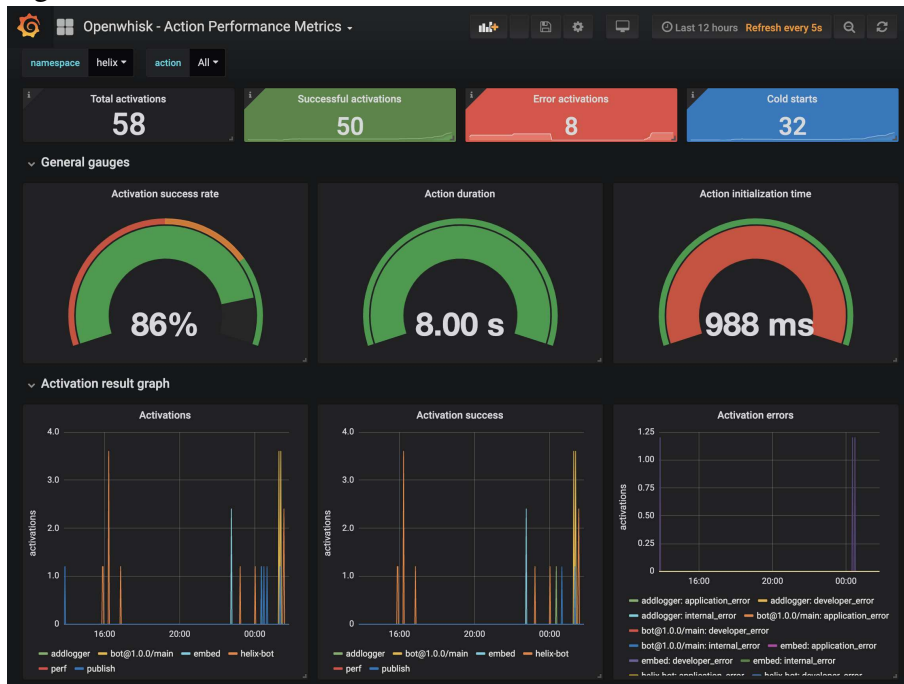 Openwhisk - Action Performance Metrics
Last 12 hours Refresh every 5s
namespace helix action All
Total activations
58
Successful activations
50
Error activations
8
Cold starts
32
General gauges
Activation success rate
86%
Action duration
8.00 s
Action initialization time
988 ms
Activation result graph
Activations
4.0
3.0
2.0
1.0
0
activations
16:00 20:00 00:00
addlogger bot@1.0.0/main embed helix-bot
perf publish
Activation success
4.0
3.0
2.0
1.0
0
activations
16:00 20:00 00:00
addlogger bot@1.0.0/main embed helix-bot
perf publish
Activation errors
1.25
1.00
0.75
0.50
0.25
0
activations
16:00 20:00 00:00
addlogger: application_error addlogger: developer_error
addlogger: internal_error bot@1.0.0/main: application_error
bot@1.0.0/main: developer_error
bot@1.0.0/main: internal_error embed: application_error
embed: developer_error embed: internal_error
helix-bot: application_error helix-bot: developer_error